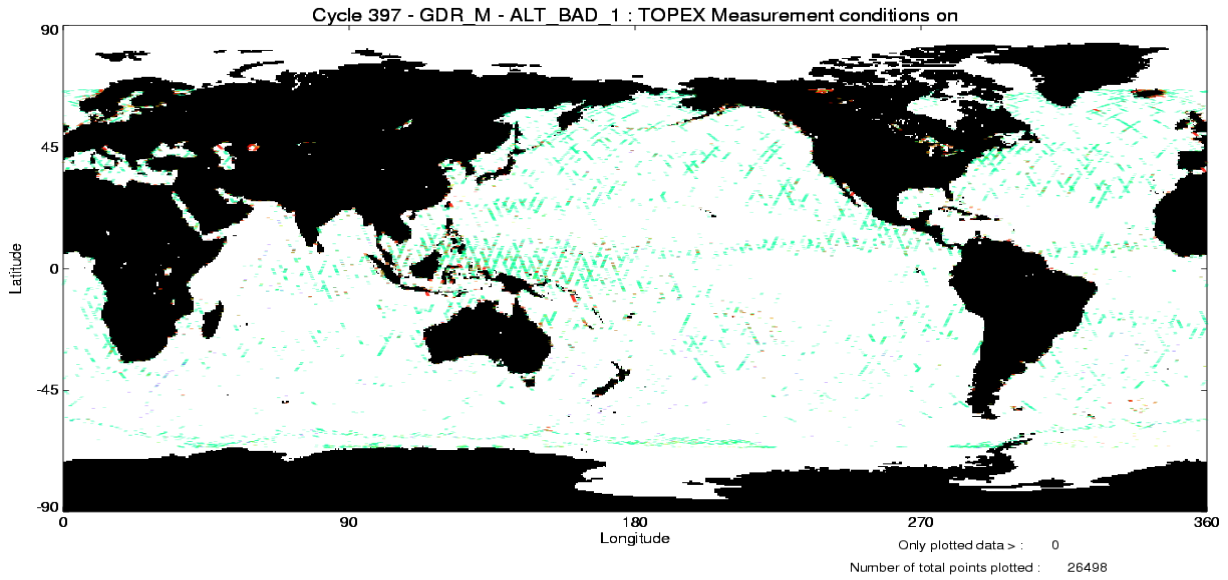 Cycle 397 - GDR_M - ALT_BAD_1 : TOPEX Measurement conditions on
90
45
0
-45
-90
Latitude
0 90 180 270 360
Longitude
Only plotted data > : 0
Number of total points plotted : 26498